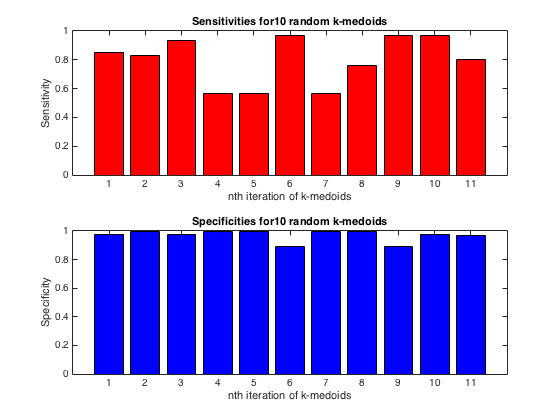 Sensitivities for10 random k-medoids
1
0.8
0.6
0.4
0.2
0
Sensitivity
1 2 3 4 5 6 7 8 9 10 11
nth iteration of k-medoids
Specificities for10 random k-medoids
1
0.8
0.6
0.4
0.2
0
Specificity
1 2 3 4 5 6 7 8 9 10 11
nth iteration of k-medoids